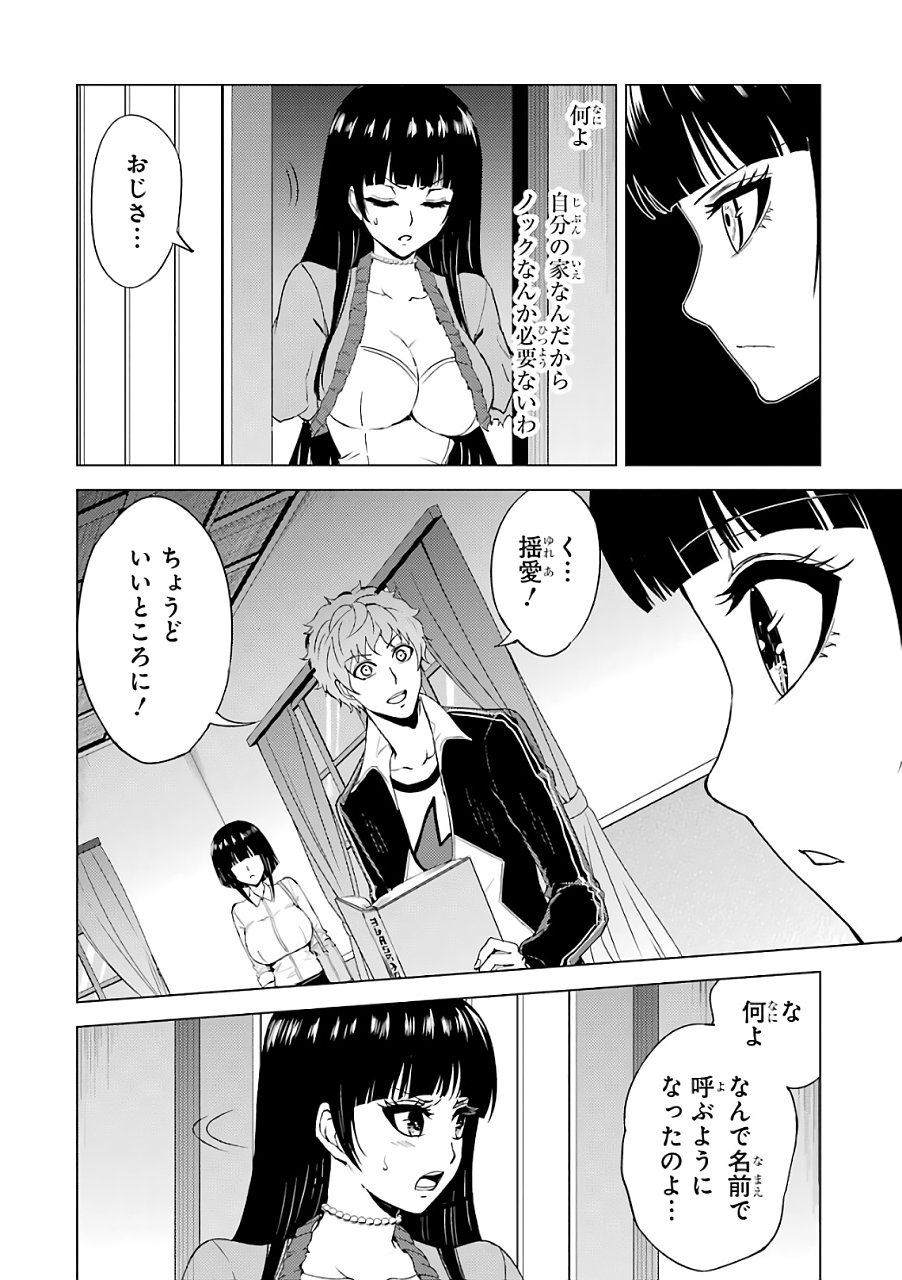 何よ
自分の家なんだから
ノックなんか必要ないわ
おじさ…
く…
揺愛！
ちょうど
いいところに！
な
何よ
なんで名前で
呼ぶように
なったのよ…